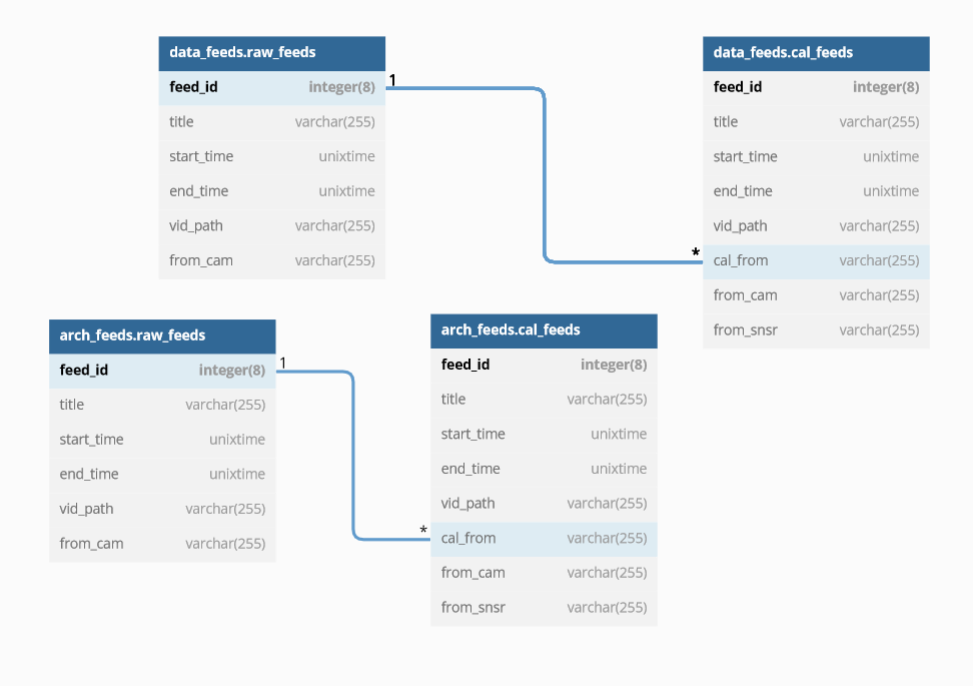 data_feeds.raw_feeds
feed_id integer(8)
title varchar(255)
start_time unixtime
end_time unixtime
vid_path varchar(255)
from_cam varchar(255)
1
*
data_feeds.cal_feeds
feed_id integer(8)
title varchar(255)
start_time unixtime
end_time unixtime
vid_path varchar(255)
cal_from varchar(255)
from_cam varchar(255)
from_snsr varchar(255)
arch_feeds.raw_feeds
feed_id integer(8)
title varchar(255)
start_time unixtime
end_time unixtime
vid_path varchar(255)
from_cam varchar(255)
1
*
arch_feeds.cal_feeds
feed_id integer(8)
title varchar(255)
start_time unixtime
end_time unixtime
vid_path varchar(255)
cal_from varchar(255)
from_cam varchar(255)
from_snsr varchar(255)